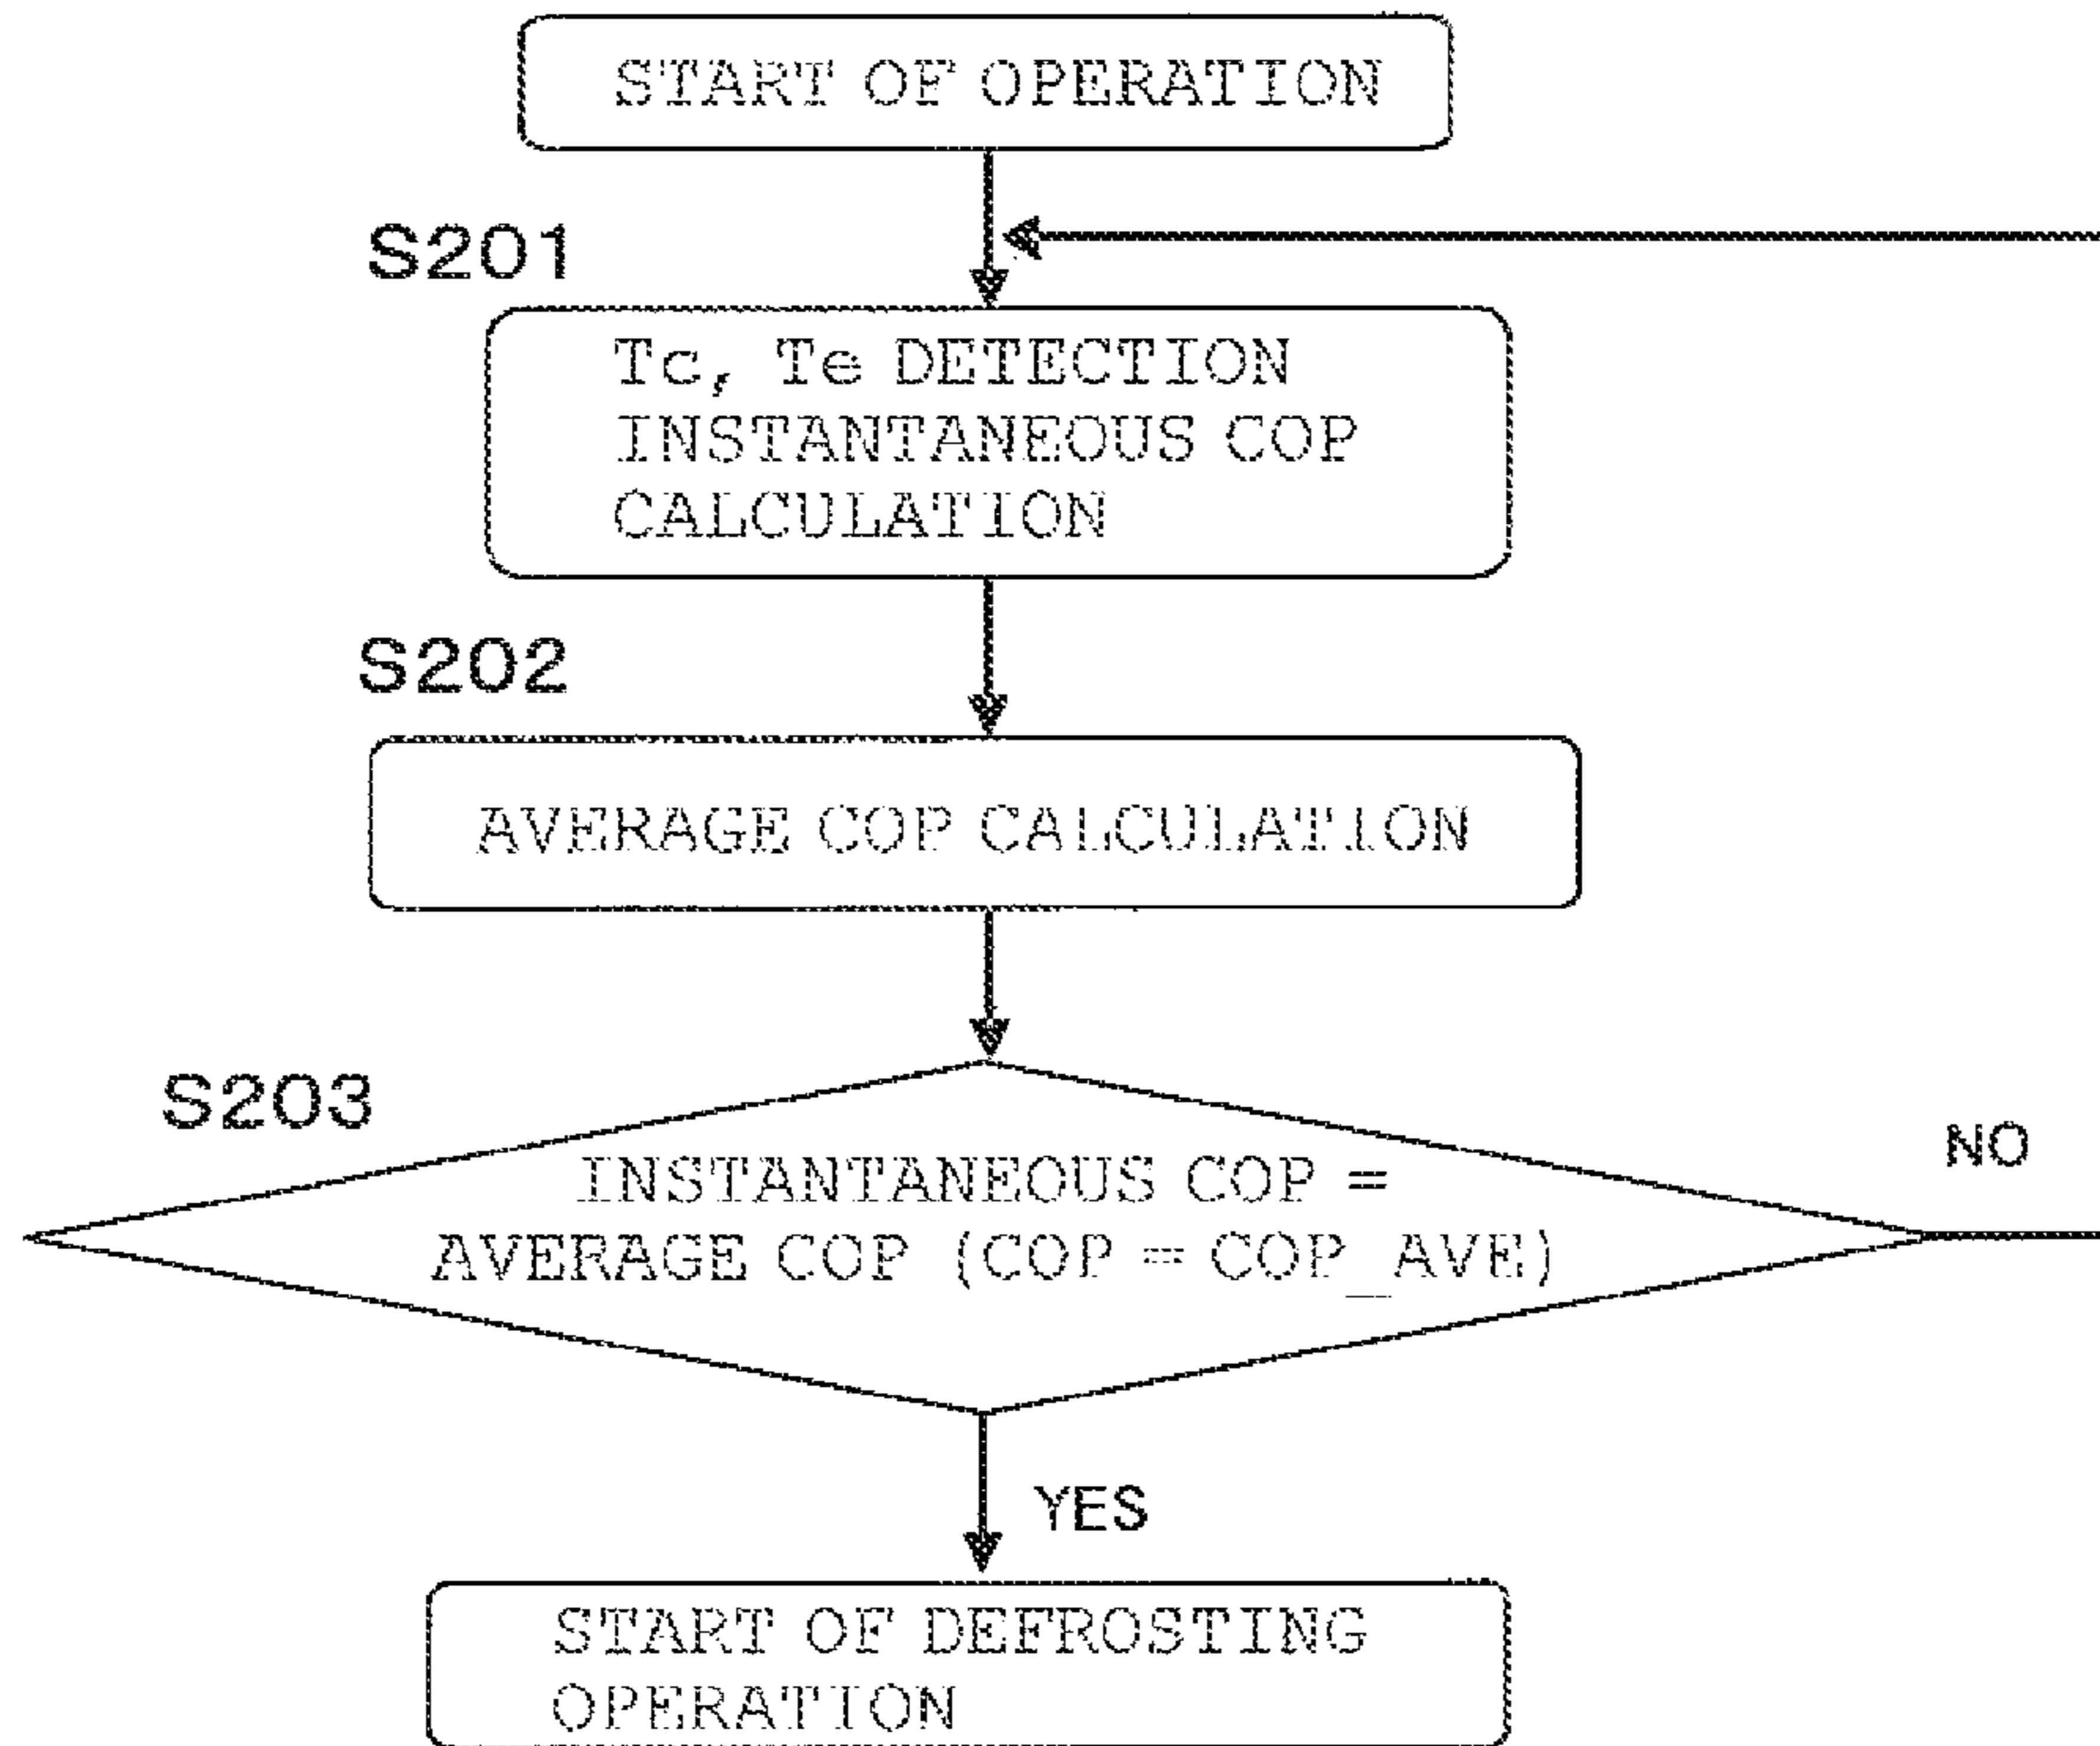 START OF OPERATION
S201
Tc, Te DETECTION
INSTANTANEOUS COP
CALCULATION
S202
AVERAGE COP CALCULATION
S203
NO
INSTANTANEOUS COP =
AVERAGE COP (COP = COP_AVE)
YES
START OF DEFROSTING
OPERATION